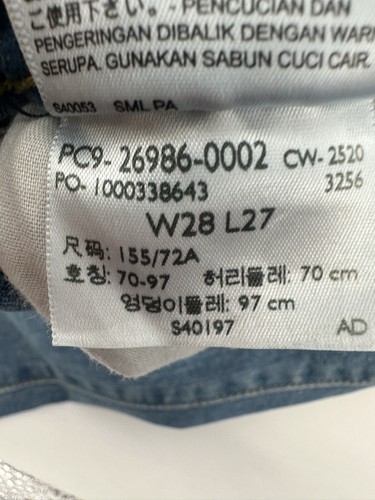 ご使用下さい。 - PENCUCIAN DAN
PENGERINGAN DIBALIK DENGAN WAR
SERUPA. GUNAKAN SABUN CUCI CAIR.
S40053 SML PA
PC9-26986-0002 CW-2520
PO-1000338643 3256
W28 L27
尺码: 155/72A
호칭: 70-97 허리둘레: 70 cm
엉덩이둘레: 97 cm
S40197 AD